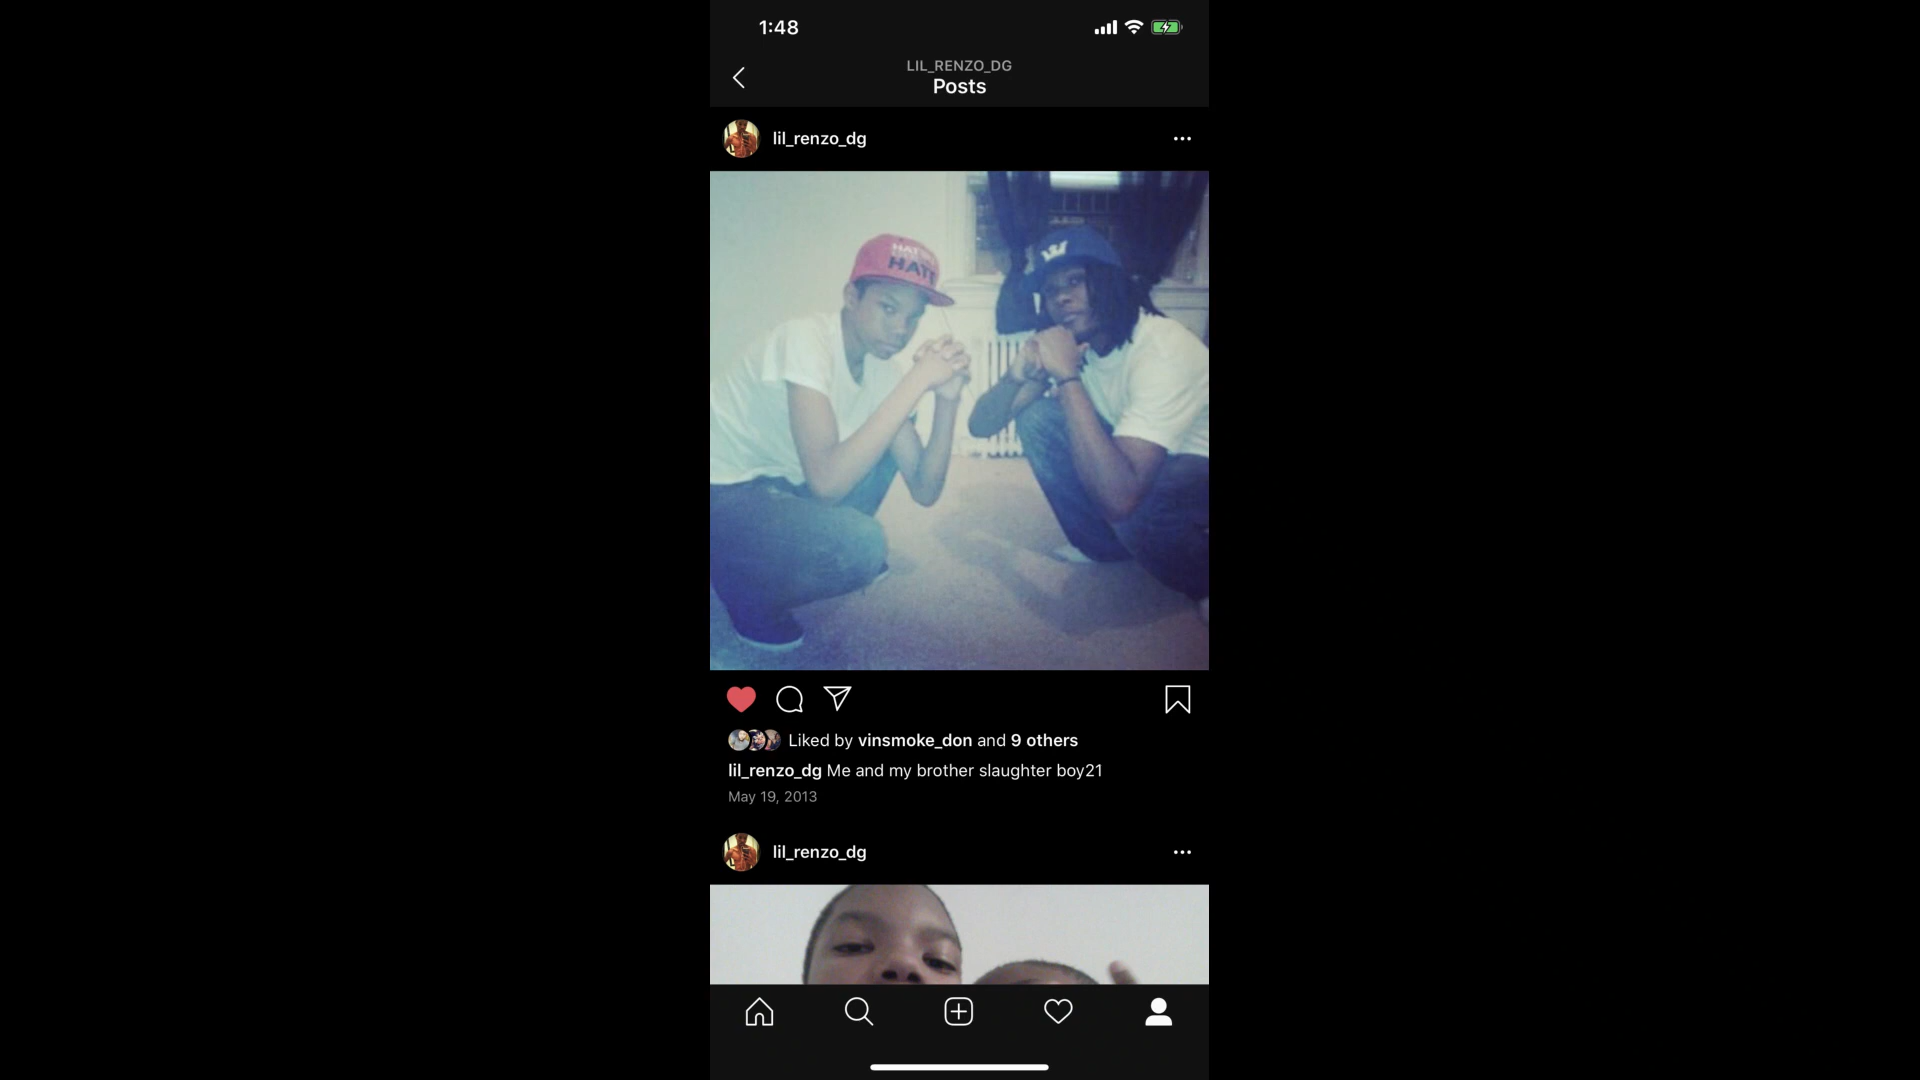 1:48
LIL_RENZO_DG
Posts
lil_renzo_dg
HATE
Liked by vinsmoke_don and 9 others
lil_renzo_dg Me and my brother slaughter boy21
May 19, 2013
lil_renzo_dg